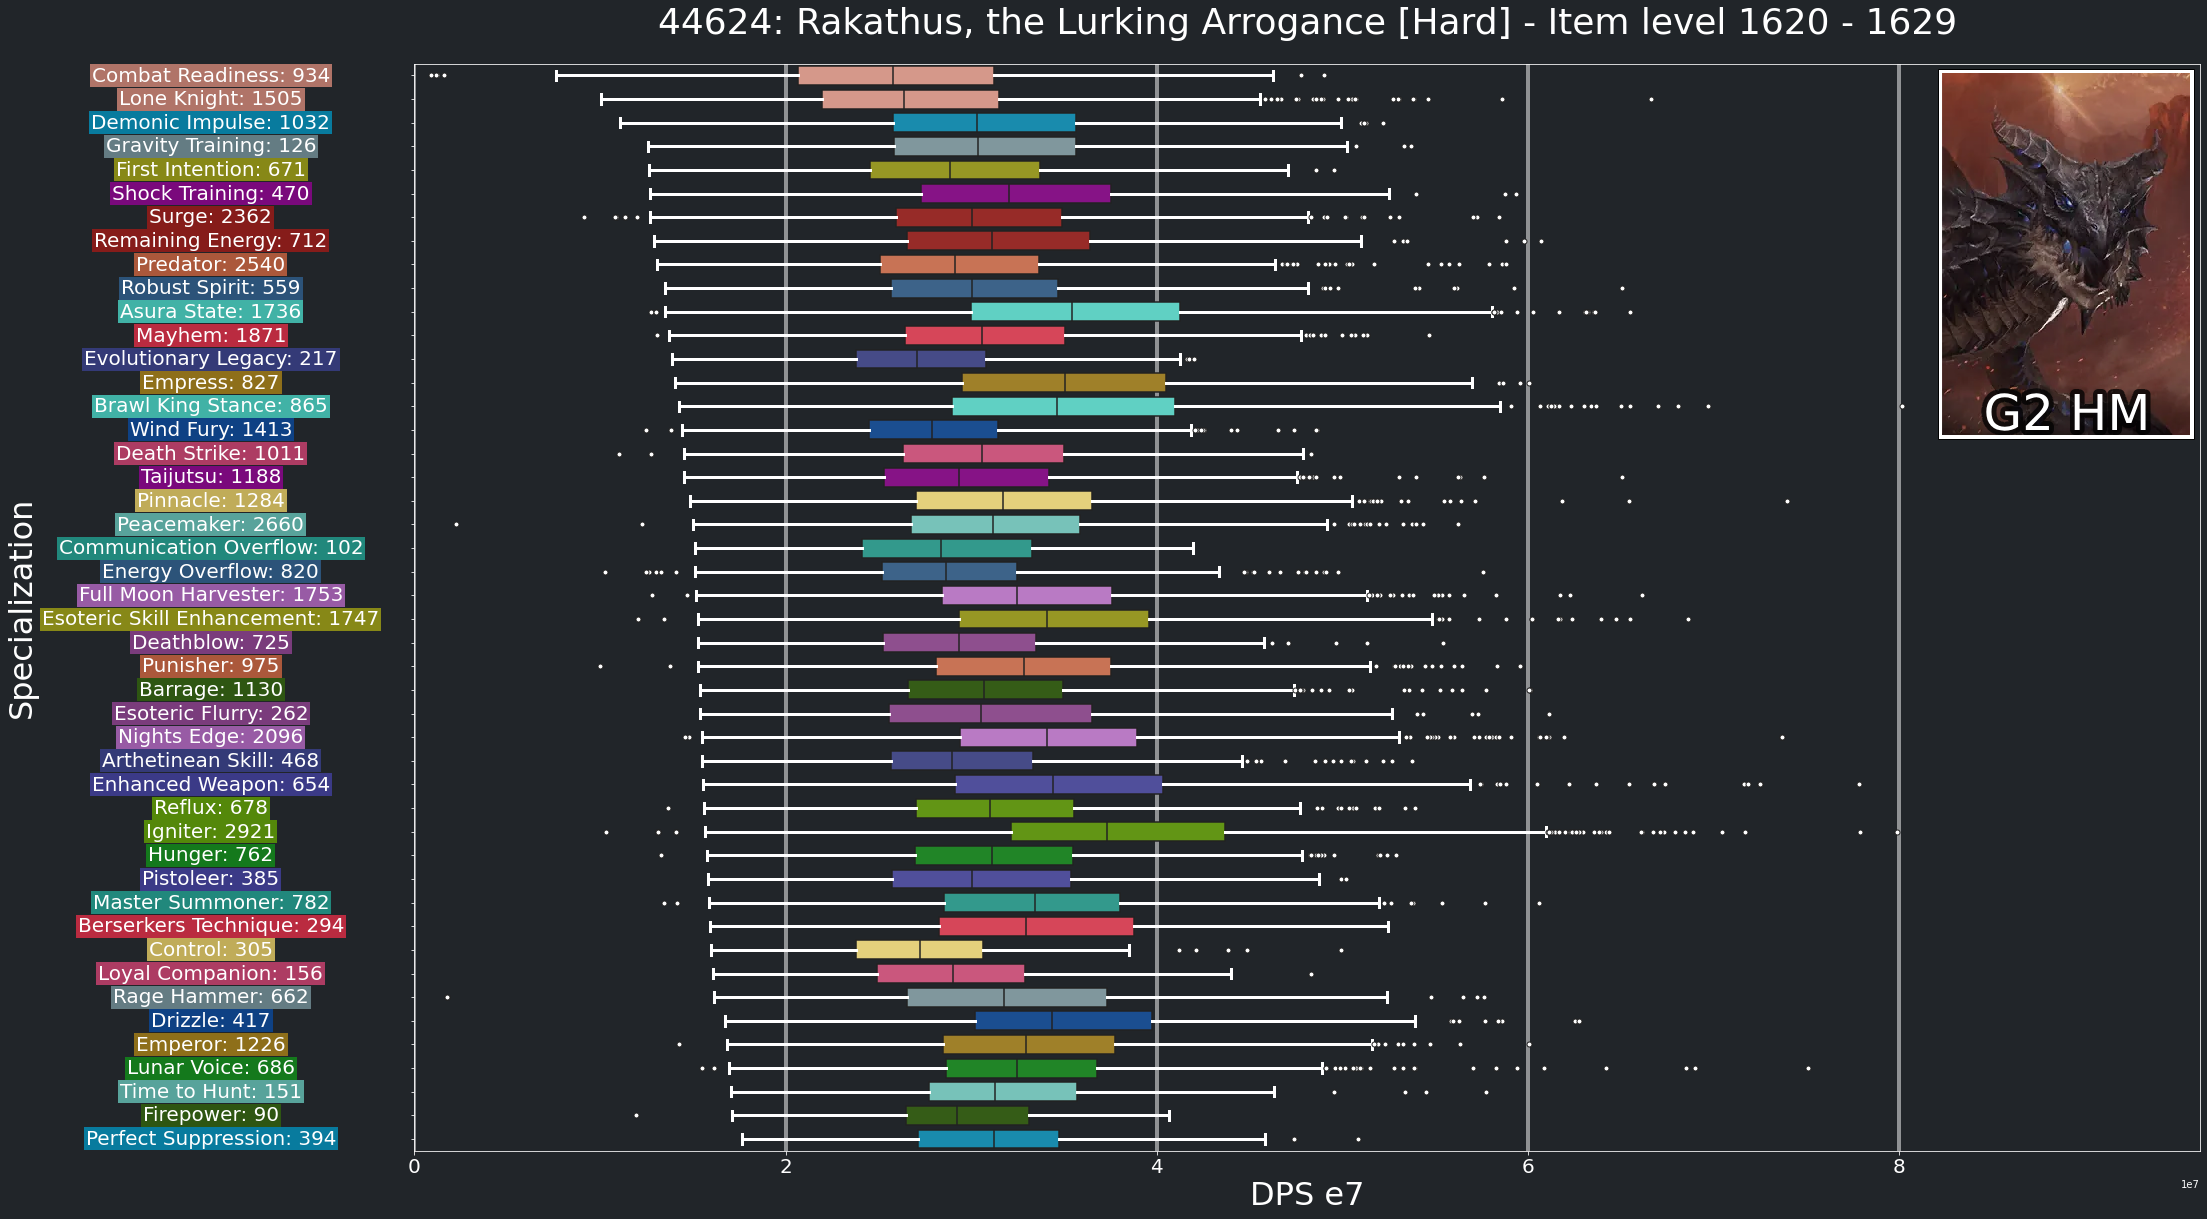 44624: Rakathus, the Lurking Arrogance [Hard] - Item level 1620 - 1629
Combat Readiness: 934
Lone Knight: 1505
Demonic Impulse: 1032
Gravity Training: 126
First Intention: 671
Shock Training: 470
Surge: 2362
Remaining Energy: 712
Predator: 2540
Robust Spirit: 559
Asura State: 1736
Mayhem: 1871
Evolutionary Legacy: 217
Empress: 827
Brawl King Stance: 865
Wind Fury: 1413
Death Strike: 1011
Taijutsu: 1188
Pinnacle: 1284
Peacemaker: 2660
Communication Overflow: 102
Energy Overflow: 820
Full Moon Harvester: 1753
Esoteric Skill Enhancement: 1747
Deathblow: 725
Punisher: 975
Barrage: 1130
Esoteric Flurry: 262
Nights Edge: 2096
Arthetinean Skill: 468
Enhanced Weapon: 654
Reflux: 678
Igniter: 2921
Hunger: 762
Pistoleer: 385
Master Summoner: 782
Berserkers Technique: 294
Control: 305
Loyal Companion: 156
Rage Hammer: 662
Drizzle: 417
Emperor: 1226
Lunar Voice: 686
Time to Hunt: 151
Firepower: 90
Perfect Suppression: 394
Specialization
G2 HM
0 2 4 6 8
DPS e7
1e7